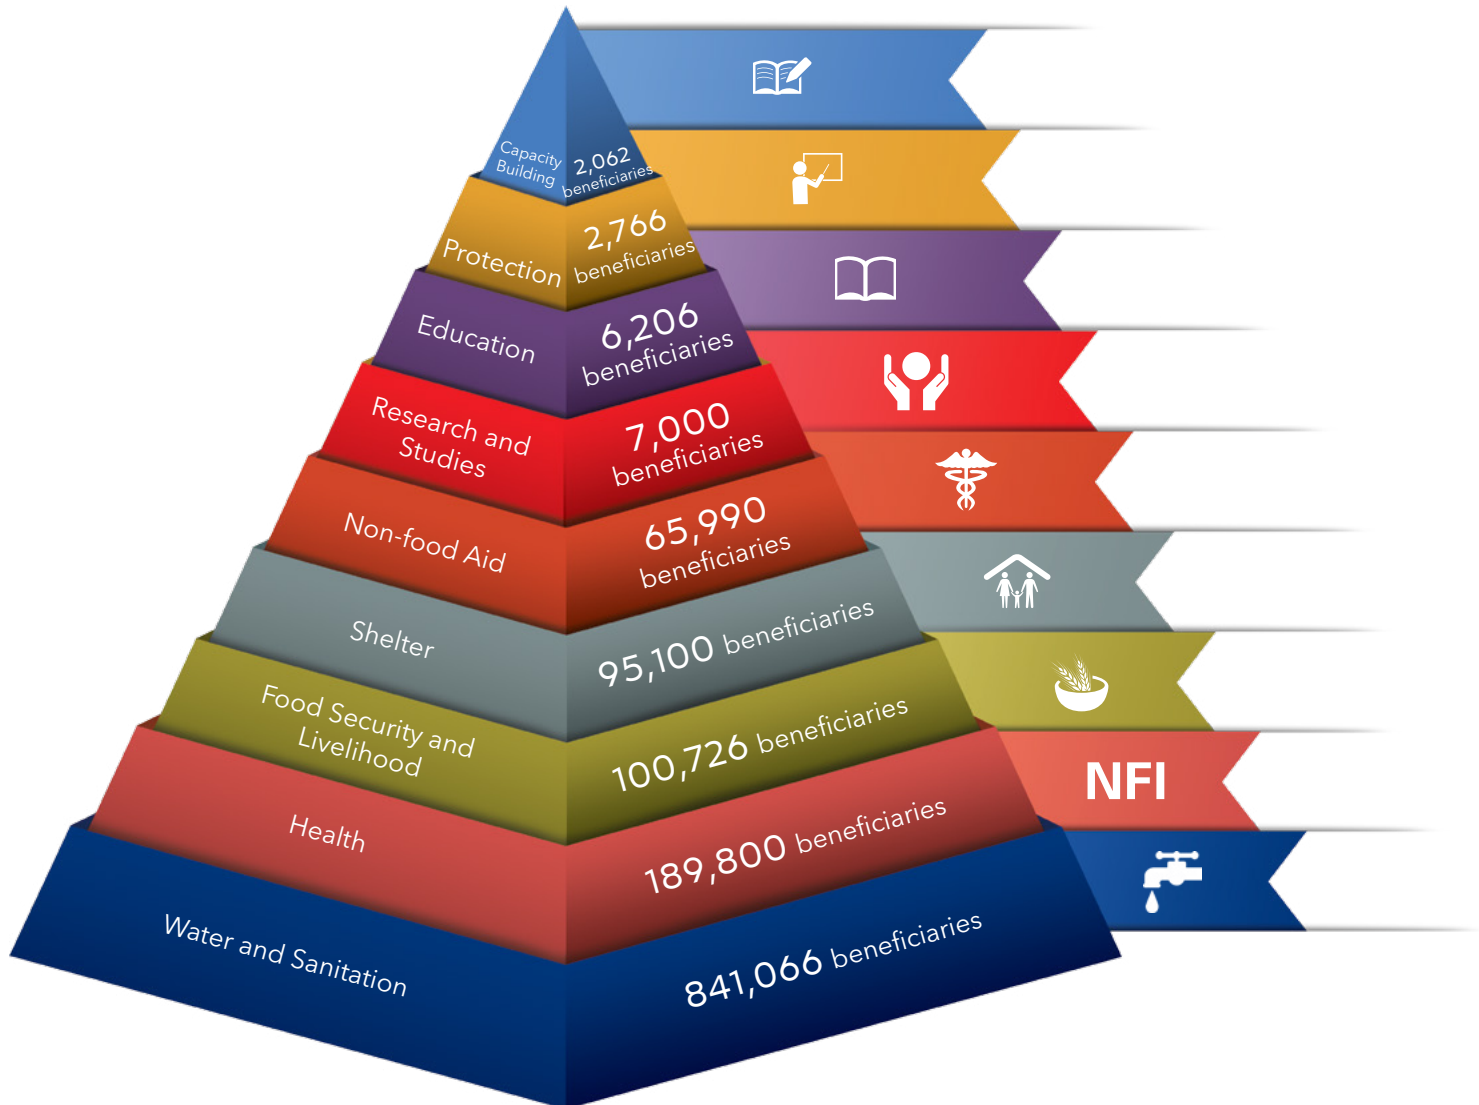 Capacity
Building
2,062
beneficiaries
Protection
2,766
beneficiaries
Education
6,206
beneficiaries
Research and
Studies
7,000
beneficiaries
Non-food Aid
65,990
beneficiaries
Shelter
95,100 beneficiaries
Food Security and
Livelihood
100,726 beneficiaries
NFI
Health
189,800 beneficiaries
Water and Sanitation
841,066 beneficiaries